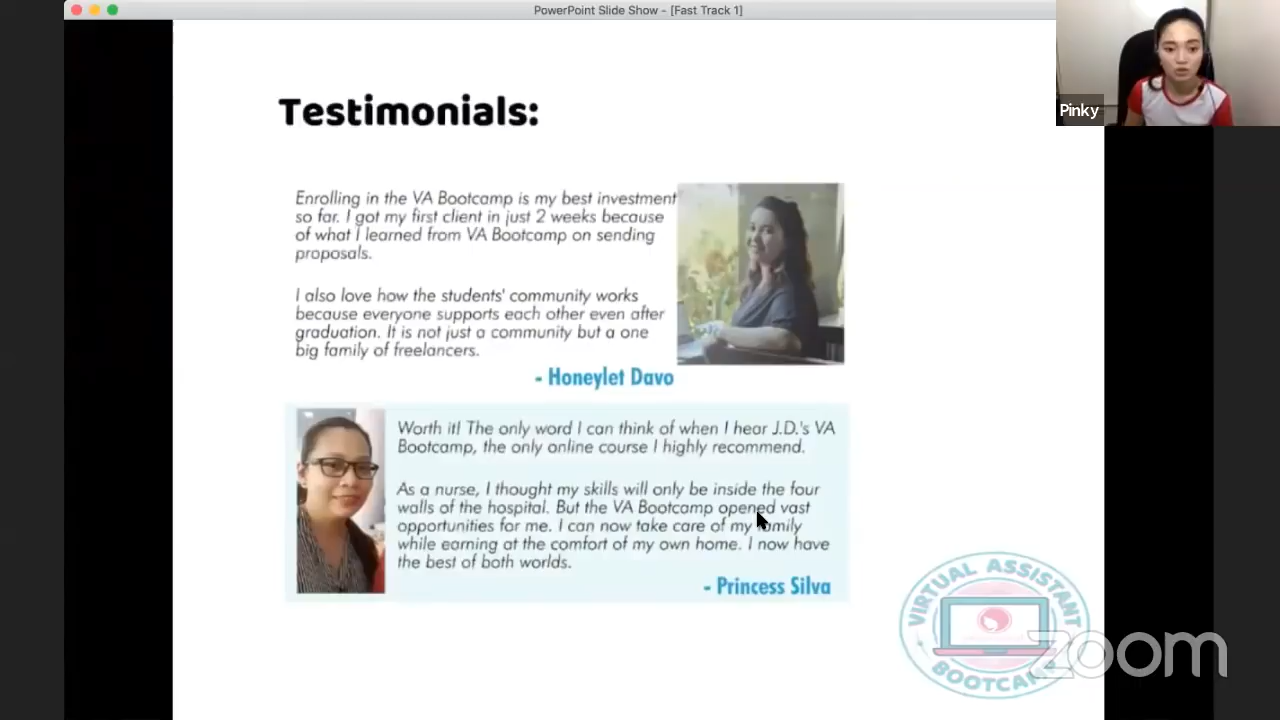 PowerPoint Slide Show - [Fast Track 1]
Pinky
Testimonials:
Enrolling in the VA Bootcamp is my best investment
so far. I got my first client in just 2 weeks because
of what I learned from VA Bootcamp on sending
proposals.
I also love how the students' community works
because everyone supports each other even after
graduation. It is not just a community but a one
big family of freelancers.
- Honeylet Davo
Worth it! The only word I can think of when I hear J.D.'s VA
Bootcamp, the only online course I highly recommend.
As a nurse, I thought my skills will only be inside the four
walls of the hospital. But the VA Bootcamp opened vast
opportunities for me. I can now take care of my family
while earning at the comfort of my own home. I now have
the best of both worlds.
- Princess Silva
VIRTUAL ASSISTANT
BOOTCAMP
zoom